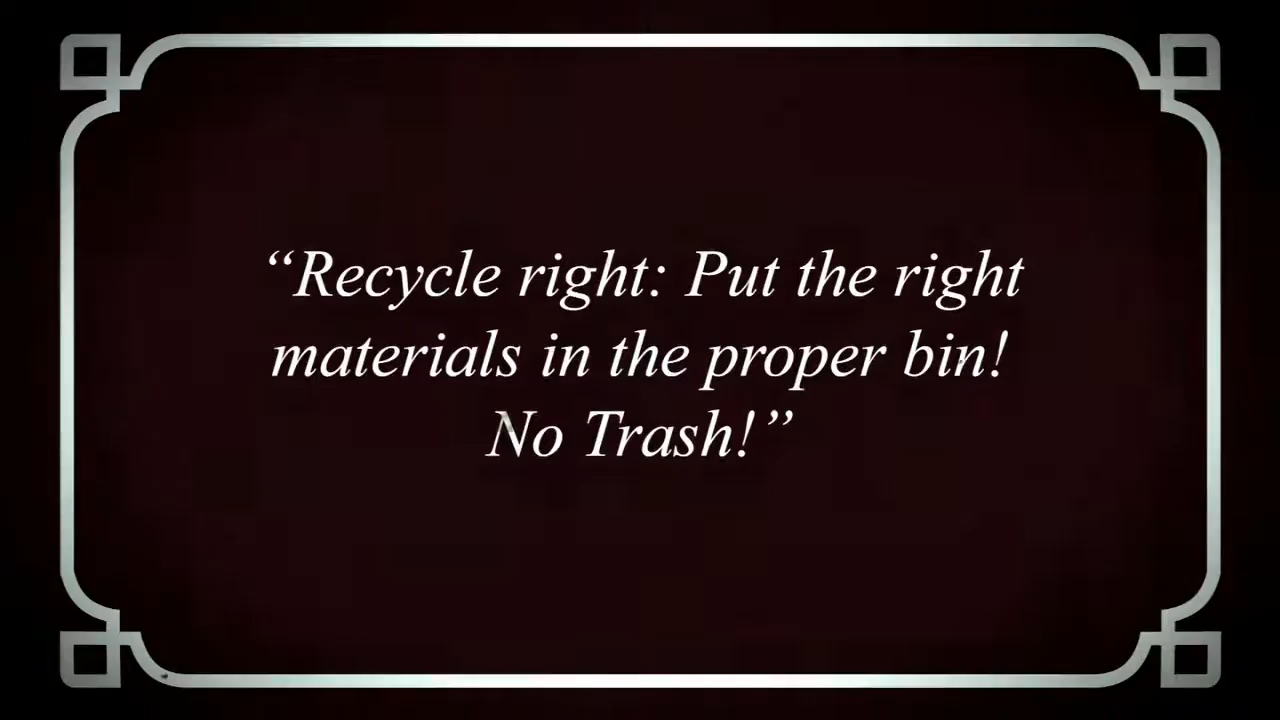 “Recycle right: Put the right
materials in the proper bin!
No Trash!”